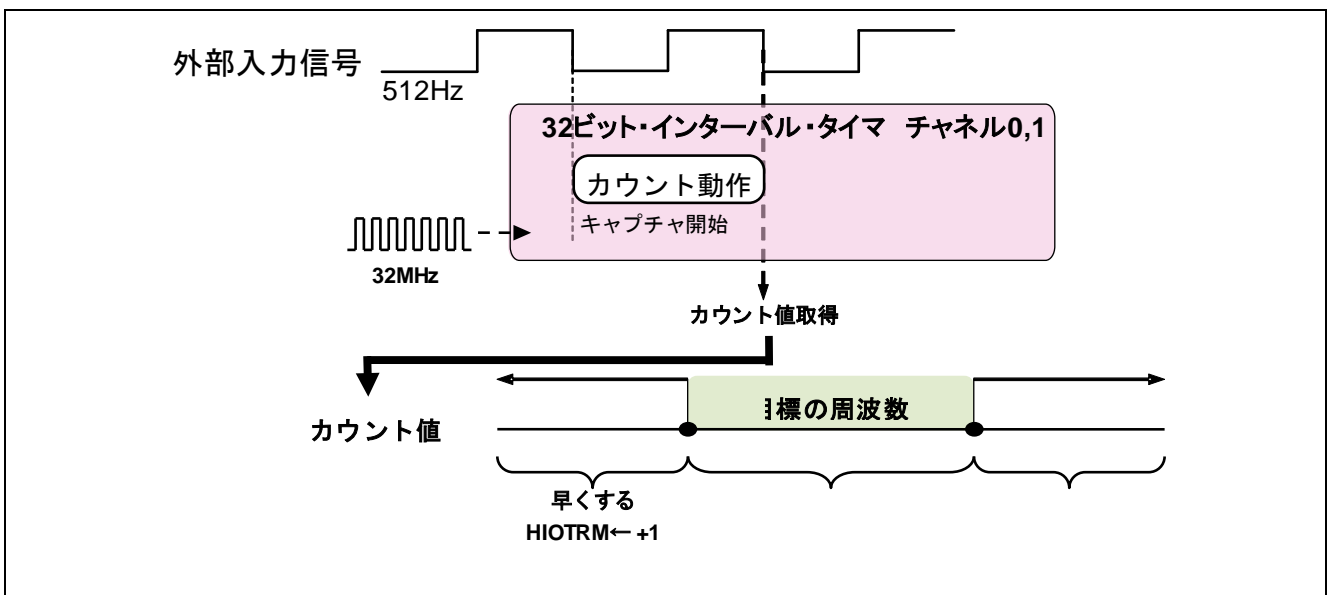 外部入力信号
512Hz
32ビット・インターバル・タイマ チャネル0,1
カウント動作
キャプチャ開始
32MHz
カウント値取得
標の周波数
カウント値
早くする
HIOTRM← +1